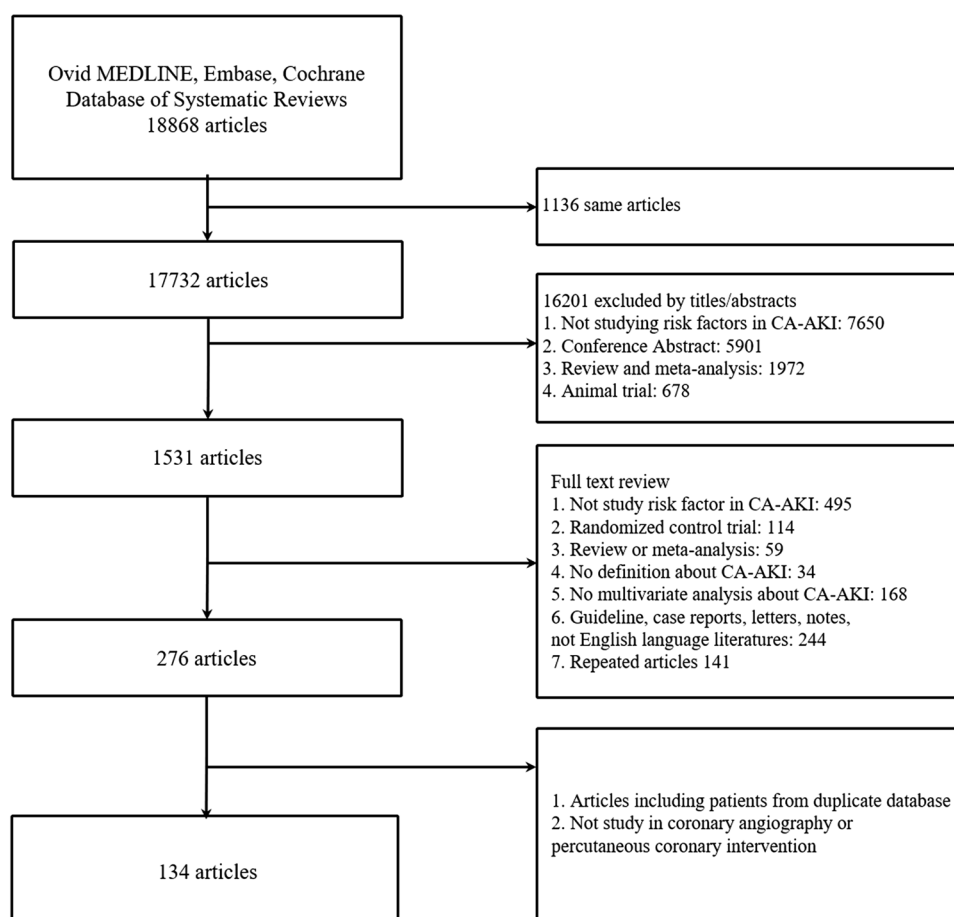 Ovid MEDLINE, Embase, Cochrane
Database of Systematic Reviews
18868 articles
1136 same articles
17732 articles
16201 excluded by titles/abstracts
1. Not studying risk factors in CA-AKI: 7650
2. Conference Abstract: 5901
3. Review and meta-analysis: 1972
4. Animal trial: 678
1531 articles
Full text review
1. Not study risk factor in CA-AKI: 495
2. Randomized control trial: 114
3. Review or meta-analysis: 59
4. No definition about CA-AKI: 34
5. No multivariate analysis about CA-AKI: 168
6. Guideline, case reports, letters, notes,
not English language literatures: 244
7. Repeated articles 141
276 articles
1. Articles including patients from duplicate database
2. Not study in coronary angiography or
percutaneous coronary intervention
134 articles